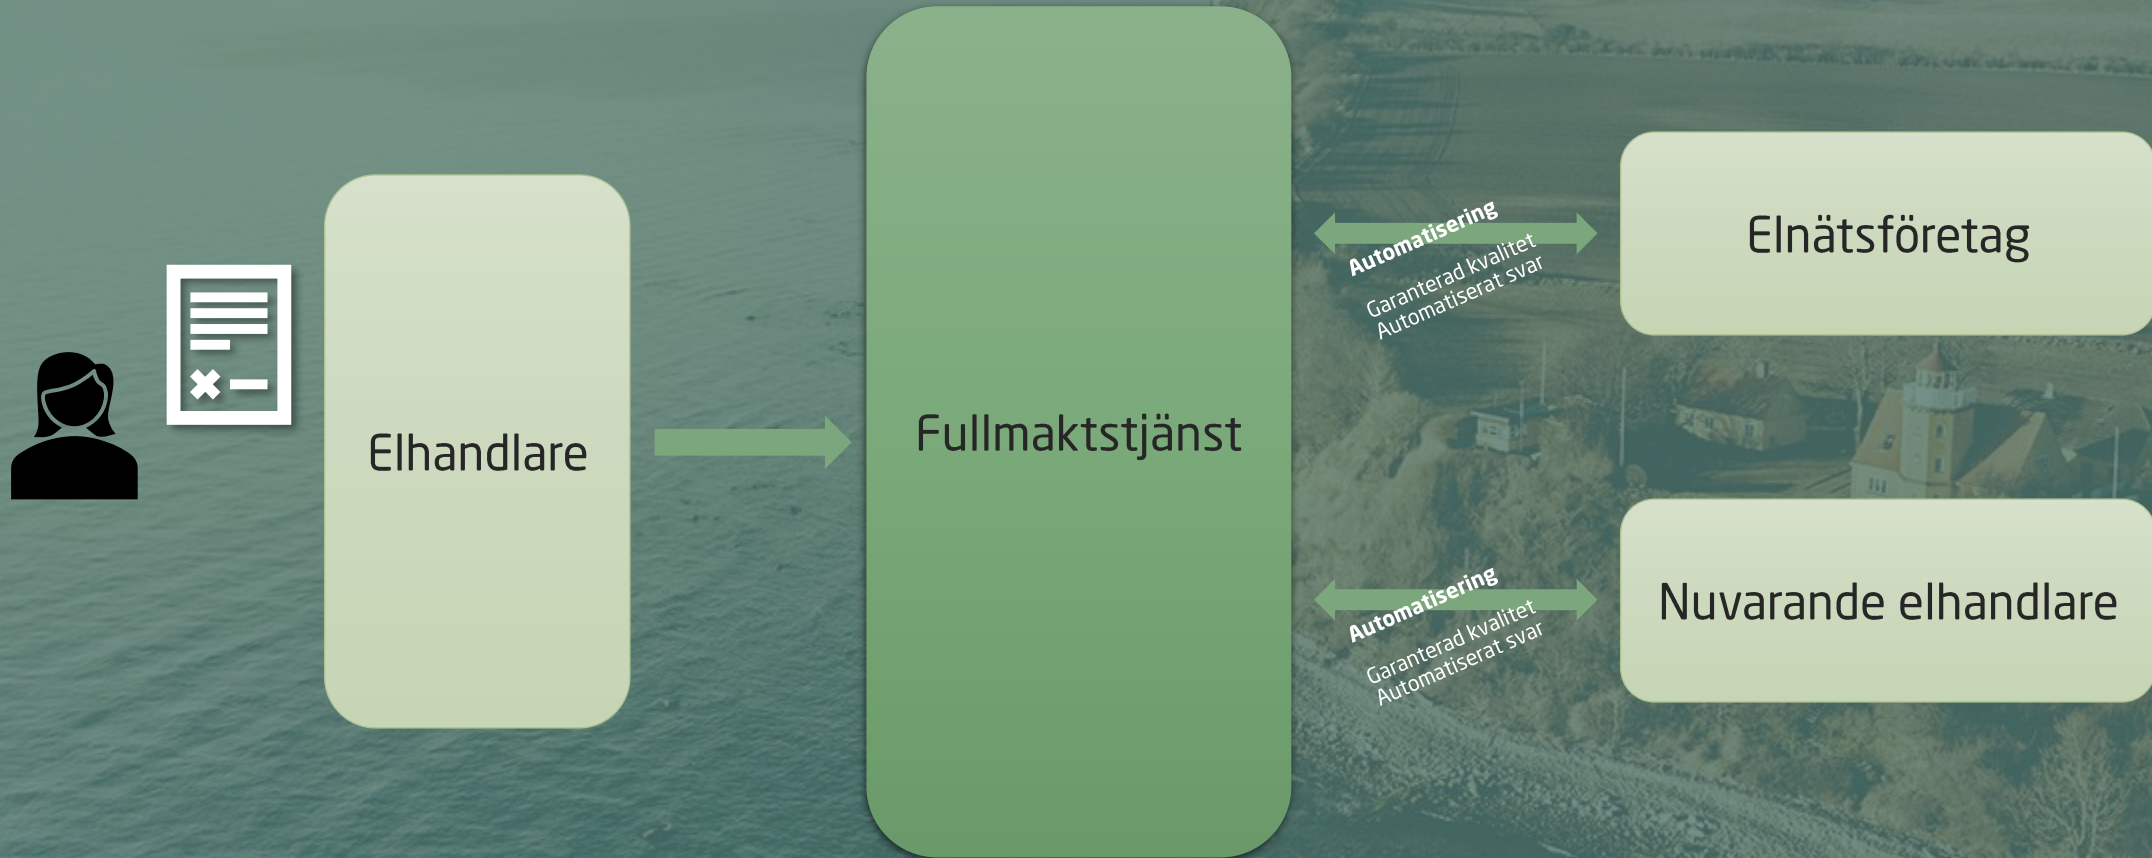 Elhandlare
Fullmaktstjänst
Automatisering
Garanterad kvalitet
Automatiserat svar
Elnätsföretag
Automatisering
Garanterad kvalitet
Automatiserat svar
Nuvarande elhandlare